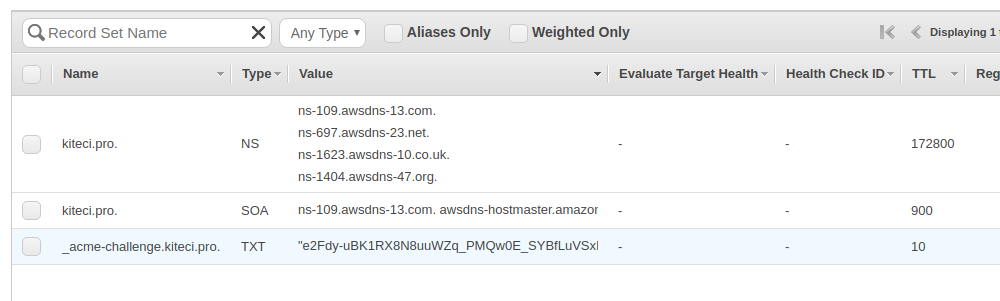 Record Set Name Any Type Aliases Only Weighted Only Displaying 1
Name Type Value Evaluate Target Health Health Check ID TTL Reg
ns-109.awsdns-13.com.
ns-697.awsdns-23.net.
kiteci.pro. NS - - 172800
ns-1623.awsdns-10.co.uk.
ns-1404.awsdns-47.org.
kiteci.pro. SOA ns-109.awsdns-13.com. awsdns-hostmaster.amazon - - 900
_acme-challenge.kiteci.pro. TXT "e2Fdy-uBK1RX8N8uuWZq_PMQw0E_SYBfLuVSx - - 10